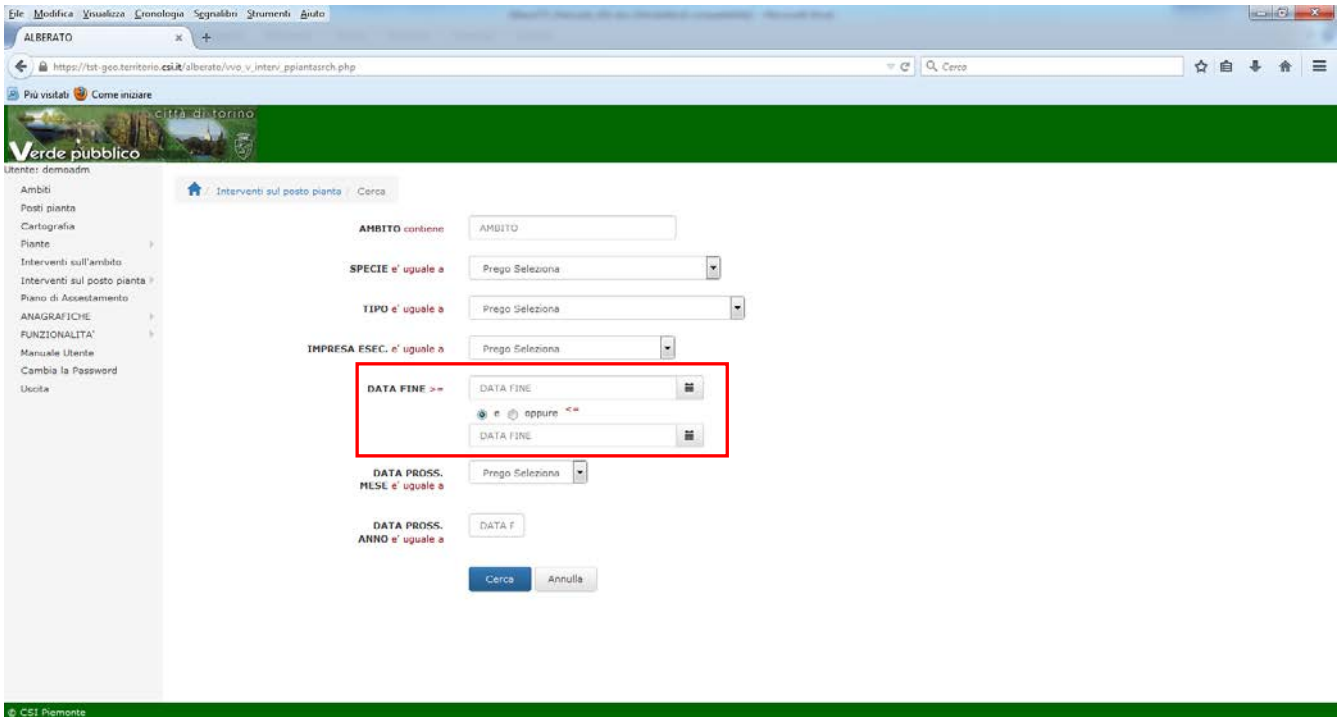 File Modifica Visualizza Cronologia Segnalibri Strumenti Aiuto
ALBERATO × +
https://tst-geo.territorio.csi.it/alberato/vvo_v_interv_ppiantasrch.php
Cerca
Più visitati Come iniziare
città di torino
Verde pubblico
Utente: demoadm
Ambiti
Posti pianta
Cartografia
Piante
Interventi sull'ambito
Interventi sul posto pianta
Piano di Assestamento
ANAGRAFICHE
FUNZIONALITA'
Manuale Utente
Cambia la Password
Uscita
/ Interventi sul posto pianta / Cerca
AMBITO contiene AMBITO
SPECIE e' uguale a Prego Seleziona
TIPO e' uguale a Prego Seleziona
IMPRESA ESEC. e' uguale a Prego Seleziona
DATA FINE >= DATA FINE
e oppure <=
DATA FINE
DATA PROSS. Prego Seleziona
MESE e' uguale a
DATA PROSS. DATA F
ANNO e' uguale a
Cerca Annulla
© CSI Piemonte